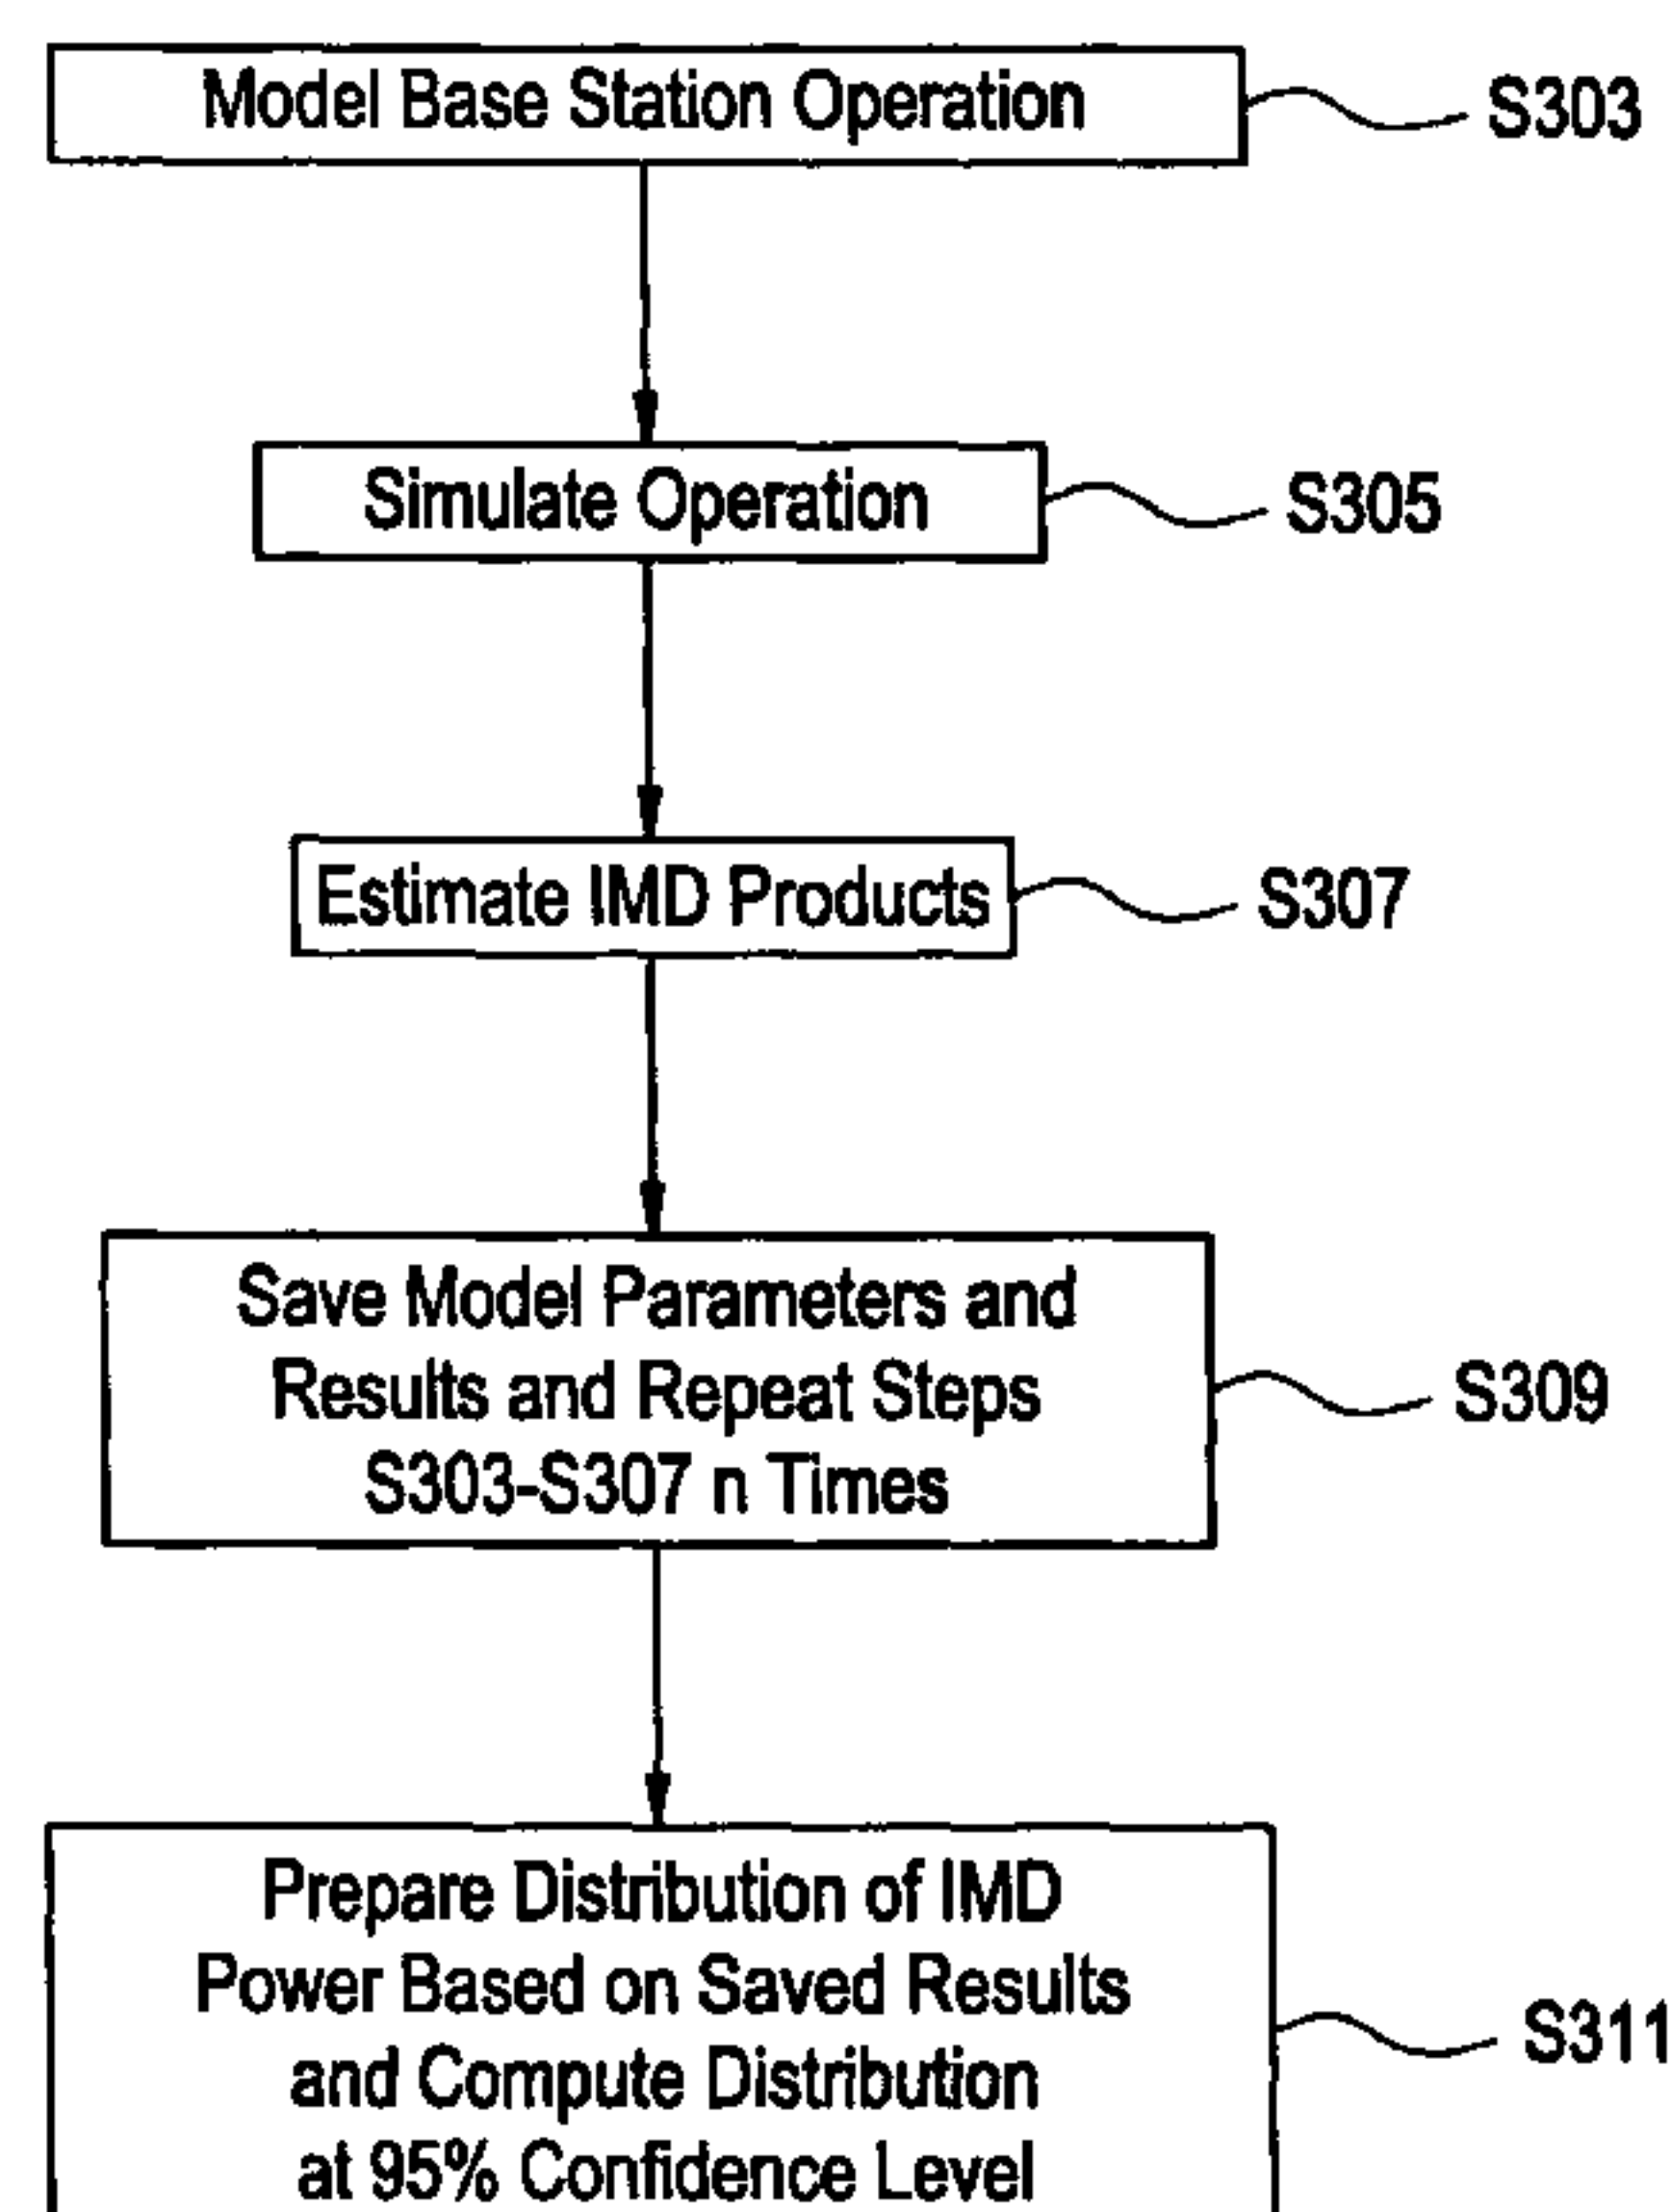 Model Base Station Operation
S303
Simulate Operation
S305
Estimate IMD Products
S307
Save Model Parameters and
Results and Repeat Steps
S303-S307 n Times
S309
Prepare Distribution of IMD
Power Based on Saved Results
and Compute Distribution
at 95% Confidence Level
S311